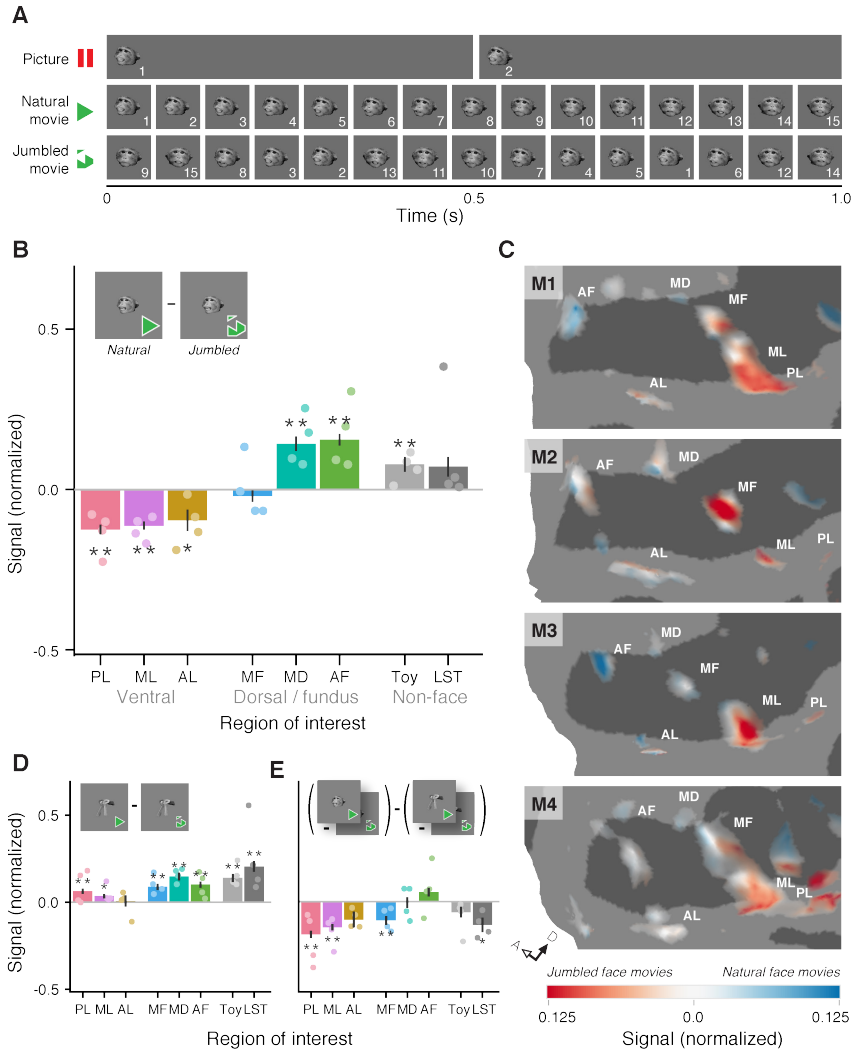 A
Picture
1
2
Natural
movie
1 2 3 4 5 6 7 8 9 10 11 12 13 14 15
Jumbled
movie
9 15 8 3 2 13 11 10 7 4 5 1 6 12 14
0 0.5 1.0
Time (s)
B
Natural
–
Jumbled
Signal (normalized)
0.5
0.0
-0.5
** ** * ** ** **
PL ML AL MF MD AF Toy LST
Ventral Dorsal / fundus Non-face
Region of interest
C
M1
AF MD MF ML PL AL
M2
AF MD MF AL ML PL
M3
AF MD MF ML PL AL
M4
AF MD MF ML PL AL
A D
Jumbled face movies Natural face movies
0.125 0.0 0.125
Signal (normalized)
D
-
Signal (normalized)
0.5
0.0
-0.5
** * ** ** ** ** **
PL ML AL MF MD AF Toy LST
E
( - ) - ( - )
** ** ** *
PL ML AL MF MD AF Toy LST
Region of interest